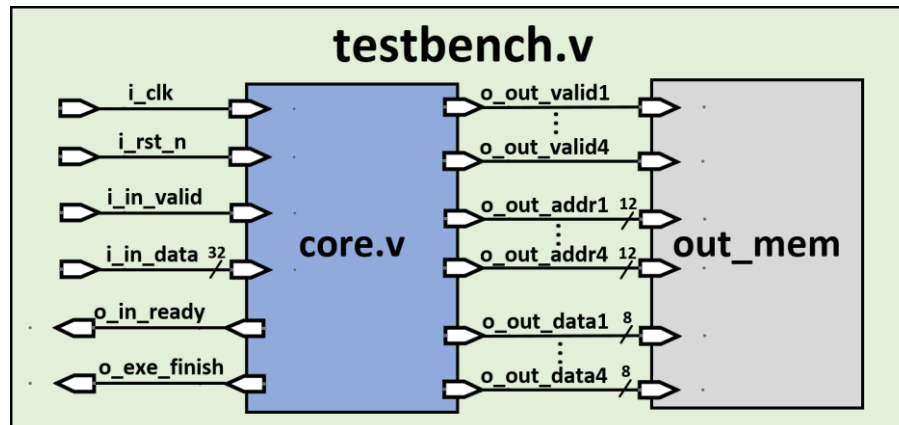 testbench.v
i_clk
i_rst_n
i_in_valid
i_in_data 32
o_in_ready
o_exe_finish
core.v
o_out_valid1
o_out_valid4
o_out_addr1 12
o_out_addr4 12
o_out_data1 8
o_out_data4 8
out_mem